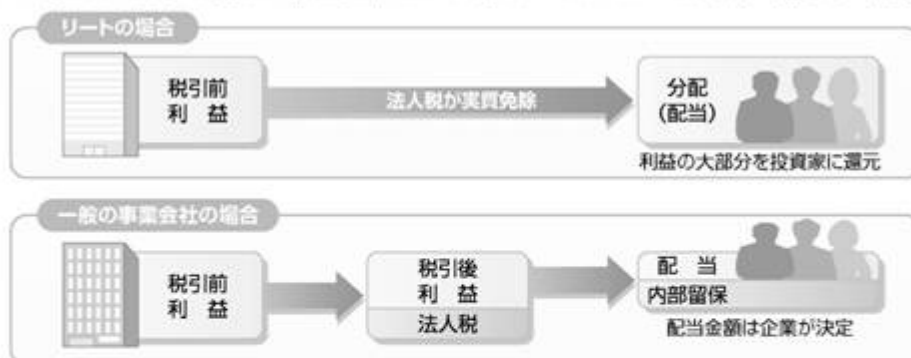 リートの場合
税引前
利 益
法人税が実質免除
分配
(配当)
利益の大部分を投資家に還元
一般の事業会社の場合
税引前
利 益
税引後
利 益
法人税
配 当
内部留保
配当金額は企業が決定